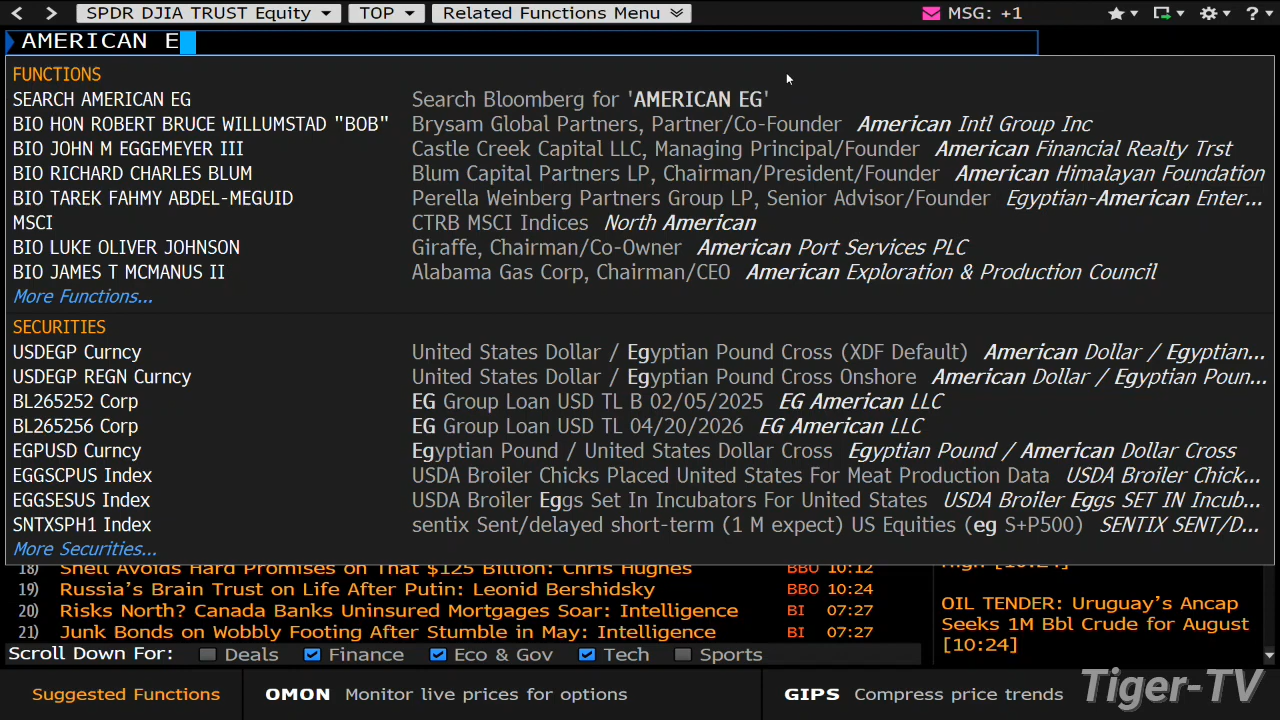 SPDR DJIA TRUST Equity TOP Related Functions Menu MSG: +1 ?
AMERICAN E
FUNCTIONS
SEARCH AMERICAN EG Search Bloomberg for 'AMERICAN EG'
BIO HON ROBERT BRUCE WILLUMSTAD "BOB" Brysam Global Partners, Partner/Co-Founder American Intl Group Inc
BIO JOHN M EGGEMEYER III Castle Creek Capital LLC, Managing Principal/Founder American Financial Realty Trst
BIO RICHARD CHARLES BLUM Blum Capital Partners LP, Chairman/President/Founder American Himalayan Foundation
BIO TAREK FAHMY ABDEL-MEGUID Perella Weinberg Partners Group LP, Senior Advisor/Founder Egyptian-American Enter...
MSCI CTRB MSCI Indices North American
BIO LUKE OLIVER JOHNSON Giraffe, Chairman/Co-Owner American Port Services PLC
BIO JAMES T MCMANUS II Alabama Gas Corp, Chairman/CEO American Exploration & Production Council
More Functions...
SECURITIES
USDEGP Curncy United States Dollar / Egyptian Pound Cross (XDF Default) American Dollar / Egyptian...
USDEGP REGN Curncy United States Dollar / Egyptian Pound Cross Onshore American Dollar / Egyptian Poun...
BL265252 Corp EG Group Loan USD TL B 02/05/2025 EG American LLC
BL265256 Corp EG Group Loan USD TL 04/20/2026 EG American LLC
EGPUSD Curncy Egyptian Pound / United States Dollar Cross Egyptian Pound / American Dollar Cross
EGGSCPUS Index USDA Broiler Chicks Placed United States For Meat Production Data USDA Broiler Chick...
EGGSESUS Index USDA Broiler Eggs Set In Incubators For United States USDA Broiler Eggs SET IN Incub...
SNTXSPH1 Index sentix Sent/delayed short-term (1 M expect) US Equities (eg S+P500) SENTIX SENT/D...
More Securities...
18) Shell Avoids Hard Promises on That $125 Billion: Chris Hughes BBO 10:12
19) Russia's Brain Trust on Life After Putin: Leonid Bershidsky BBO 10:24
20) Risks North? Canada Banks Uninsured Mortgages Soar: Intelligence BI 07:27
21) Junk Bonds on Wobbly Footing After Stumble in May: Intelligence BI 07:27
High [10:24]
OIL TENDER: Uruguay's Ancap
Seeks 1M Bbl Crude for August
[10:24]
Scroll Down For: Deals Finance Eco & Gov Tech Sports
Suggested Functions OMON Monitor live prices for options GIPS Compress price trends
Tiger-TV